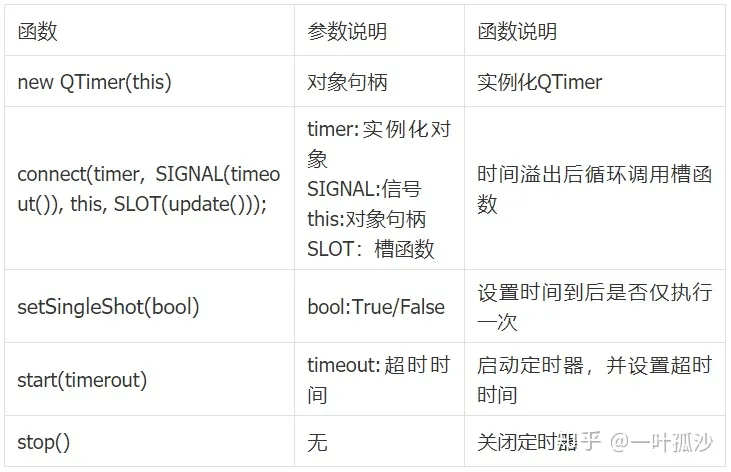 函数 参数说明 函数说明
new QTimer(this) 对象句柄 实例化QTimer
connect(timer, SIGNAL(timeo
ut()), this, SLOT(update()));
timer:实例化对
象
SIGNAL:信号
this:对象句柄
SLOT：槽函数
时间溢出后循环调用槽函
数
setSingleShot(bool) bool:True/False
设置时间到后是否仅执行
一次
start(timerout)
timeout:超时时
间
启动定时器，并设置超时
时间
stop() 无 关闭定时器
知乎 @一叶孤沙